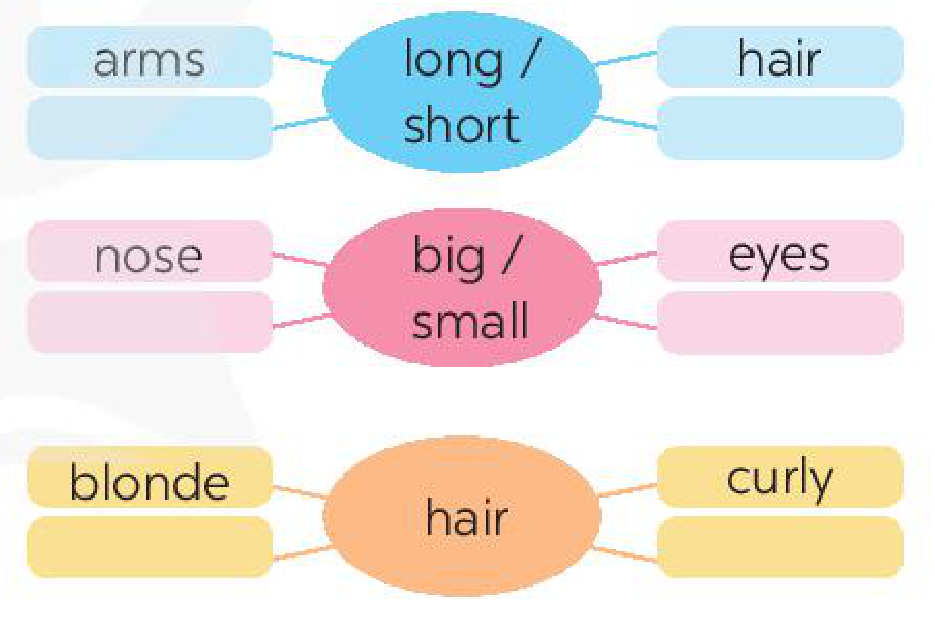 arms
long /
short
hair
nose
big /
small
eyes
blonde
hair
curly